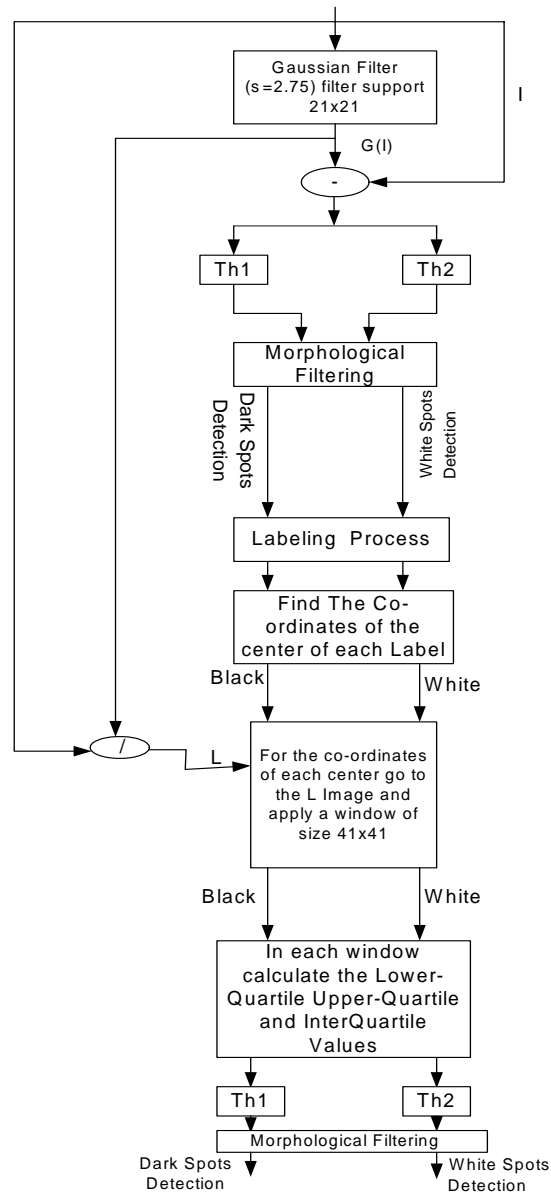 Gaussian Filter
(s=2.75) filter support
21x21
I
G(I)
-
Th1
Th2
Morphological
Filtering
Dark Spots
Detection
White Spots
Detection
Labeling Process
Find The Co-
ordinates of the
center of each Label
Black
White
/
L
For the co-ordinates
of each center go to
the L Image and
apply a window of
size 41x41
Black
White
In each window
calculate the Lower-
Quartile Upper-Quartile
and InterQuartile
Values
Th1
Th2
Morphological Filtering
Dark Spots
Detection
White Spots
Detection